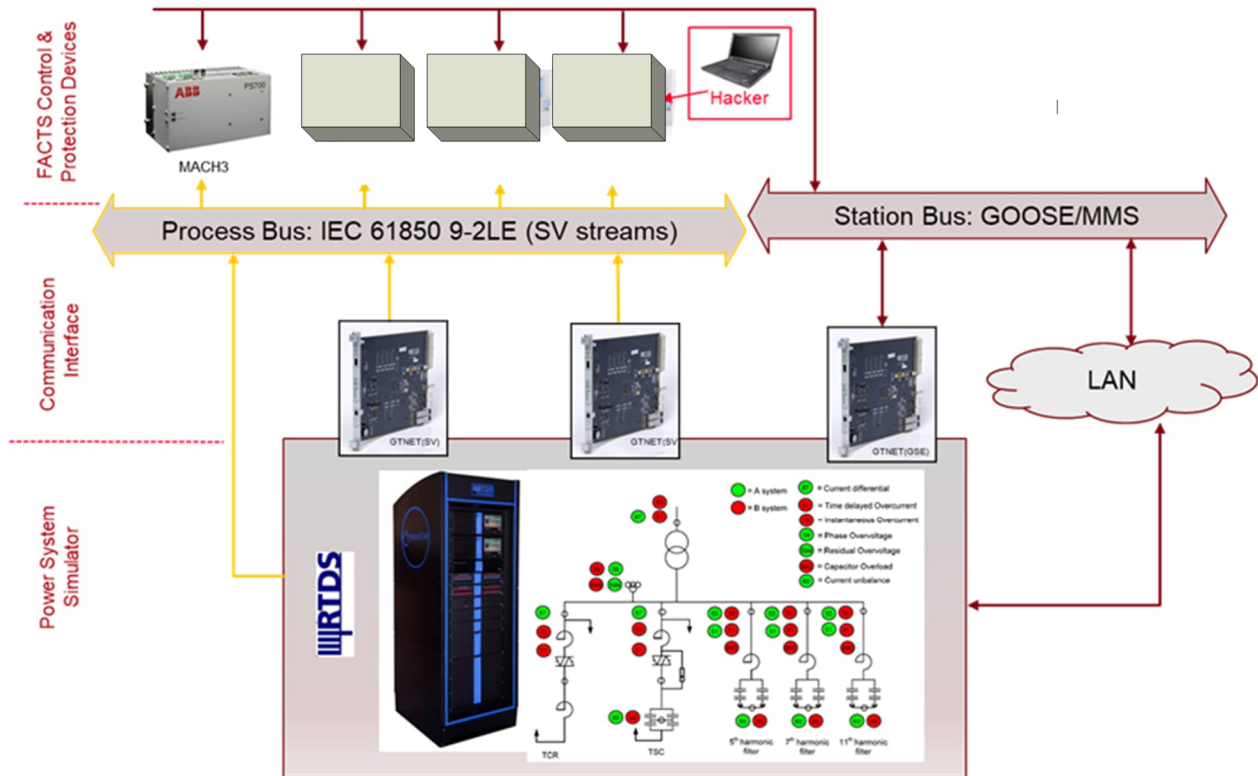 FACTS Control &
Protection Devices
ABB
PS700
MACH3
Hacker
Process Bus: IEC 61850 9-2LE (SV streams)
Station Bus: GOOSE/MMS
Communication
Interface
GTNET(SV)
GTNET(SV
GTNET(GSE)
LAN
Power System
Simulator
RTDS
RTDS
= A system
= B system
= Current differential
= Time delayed Overcurrent
= Instantaneous Overcurrent
= Phase Overvoltage
= Residual Overvoltage
= Capacitor Overload
= Current unbalance
TCR
TSC
5th harmonic
filter
7th harmonic
filter
11th harmonic
filter